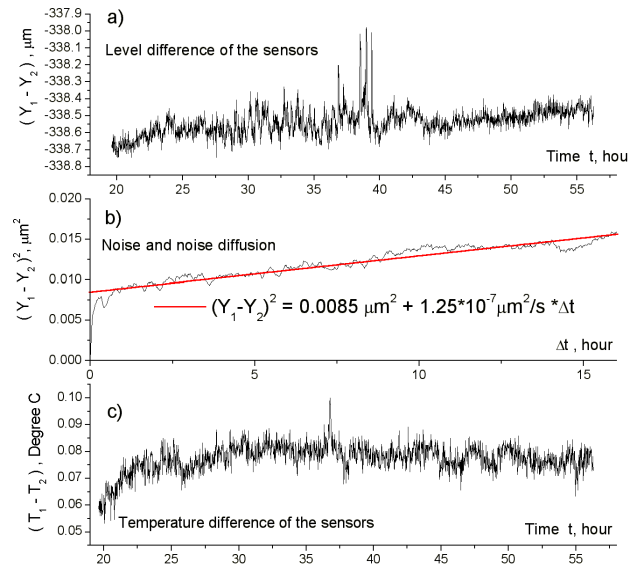 a)
Level difference of the sensors
(Y₁ - Y₂) , μm
-337.9
-338.0
-338.1
-338.2
-338.3
-338.4
-338.5
-338.6
-338.7
-338.8
Time t, hour
20 25 30 35 40 45 50 55
b)
Noise and noise diffusion
(Y₁ - Y₂)², μm²
0.020
0.015
0.010
0.005
0.000
(Y₁-Y₂)² = 0.0085 μm² + 1.25*10⁻⁷μm²/s *Δt
Δt , hour
0 5 10 15
c)
(T₁ - T₂) , Degree C
0.10
0.09
0.08
0.07
0.06
0.05
Temperature difference of the sensors
Time t, hour
20 25 30 35 40 45 50 55